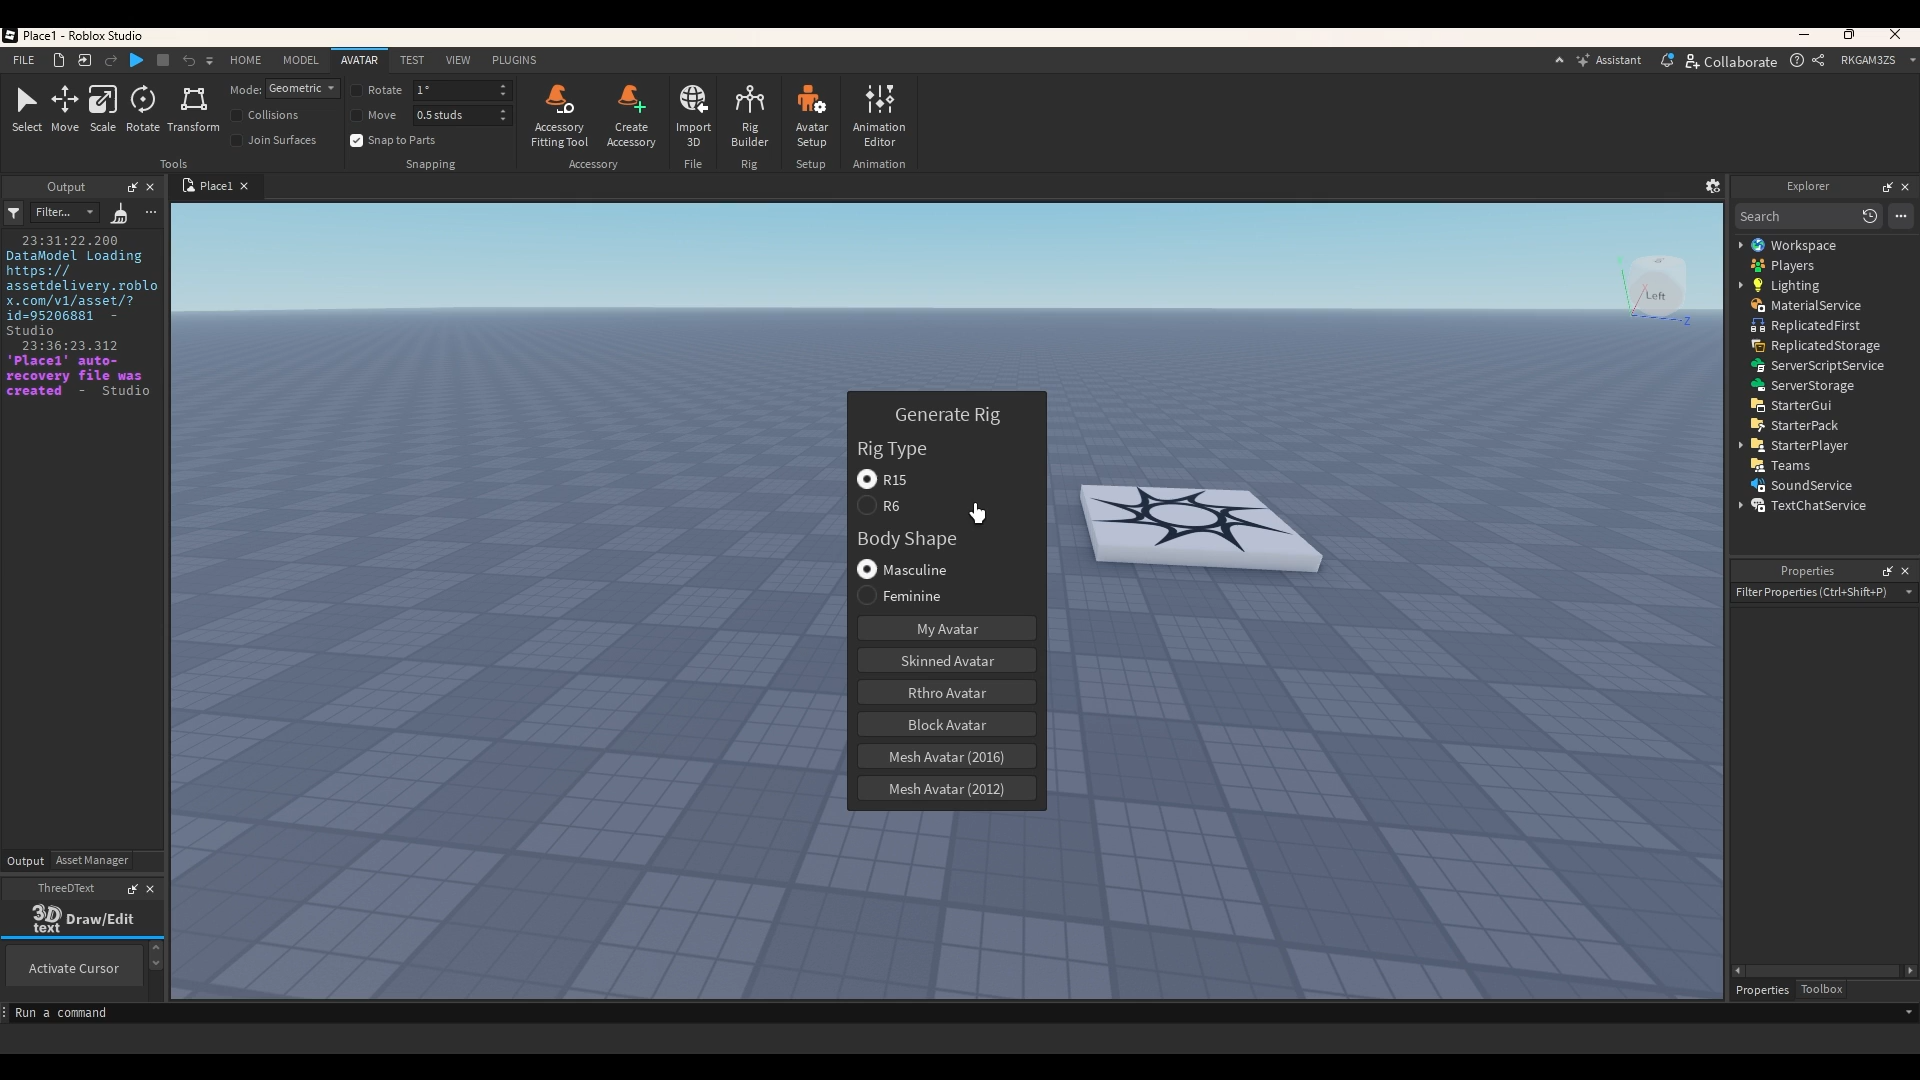 Place1 - Roblox Studio
FILE HOME MODEL AVATAR TEST VIEW PLUGINS Assistant Collaborate RKGAM3ZS
Select Move Scale Rotate Transform
Mode: Geometric
Collisions
Join Surfaces
Tools
Rotate 1°
Move 0.5 studs
Snap to Parts
Snapping
Accessory
Fitting Tool
Create
Accessory
Accessory
Import
3D
File
Rig
Builder
Rig
Avatar
Setup
Setup
Animation
Editor
Animation
Output
Filter...
23:31:22.200
DataModel Loading
https://
assetdelivery.roblo
x.com/v1/asset/?
id=95206881 -
Studio
23:36:23.312
'Place1' auto-
recovery file was
created - Studio
Output Asset Manager
ThreeDText
3D
text
Draw/Edit
Activate Cursor
Place1
Left
Y
Z
Generate Rig
Rig Type
R15
R6
Body Shape
Masculine
Feminine
My Avatar
Skinned Avatar
Rthro Avatar
Block Avatar
Mesh Avatar (2016)
Mesh Avatar (2012)
Explorer
Search
Workspace
Players
Lighting
MaterialService
ReplicatedFirst
ReplicatedStorage
ServerScriptService
ServerStorage
StarterGui
StarterPack
StarterPlayer
Teams
SoundService
TextChatService
Properties
Filter Properties (Ctrl+Shift+P)
Properties Toolbox
Run a command